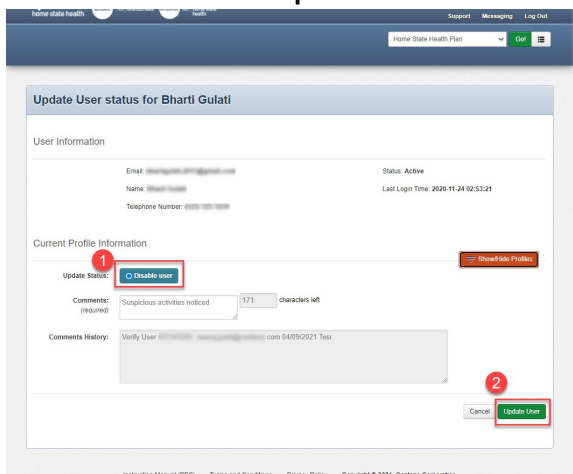 home state health
health.
Support Messaging Log Out
Home State Health Plan Go!
Update User status for Bharti Gulati
User Information
Email: Status: Active
Name: Last Login Time: 2020-11-24 02:53:21
Telephone Number:
Current Profile Information
1
Show/Hide Profiles
Update Status: Disable user
Comments: Suspicious activities noticed 171 characters left
(required)
Comments History: Verify User .com 04/09/2021 Tesr
2
Cancel Update User